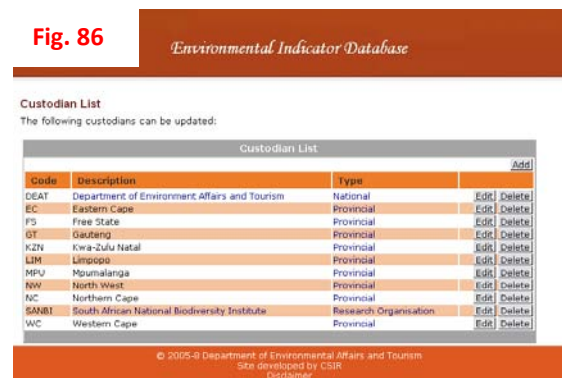 Fig. 86
Environmental Indicator Database
Custodian List
The following custodians can be updated:
Custodian List
Add
Code Description Type
DEAT Department of Environment Affairs and Tourism National Edit Delete
EC Eastern Cape Provincial Edit Delete
FS Free State Provincial Edit Delete
GT Gauteng Provincial Edit Delete
KZN Kwa-Zulu Natal Provincial Edit Delete
LIM Limpopo Provincial Edit Delete
MPU Mpumalanga Provincial Edit Delete
NW North West Provincial Edit Delete
NC Northern Cape Provincial Edit Delete
SANBI South African National Biodiversity Institute Research Organisation Edit Delete
WC Western Cape Provincial Edit Delete
© 2005-8 Department of Environmental Affairs and Tourism
Site developed by CSIR
Disclaimer